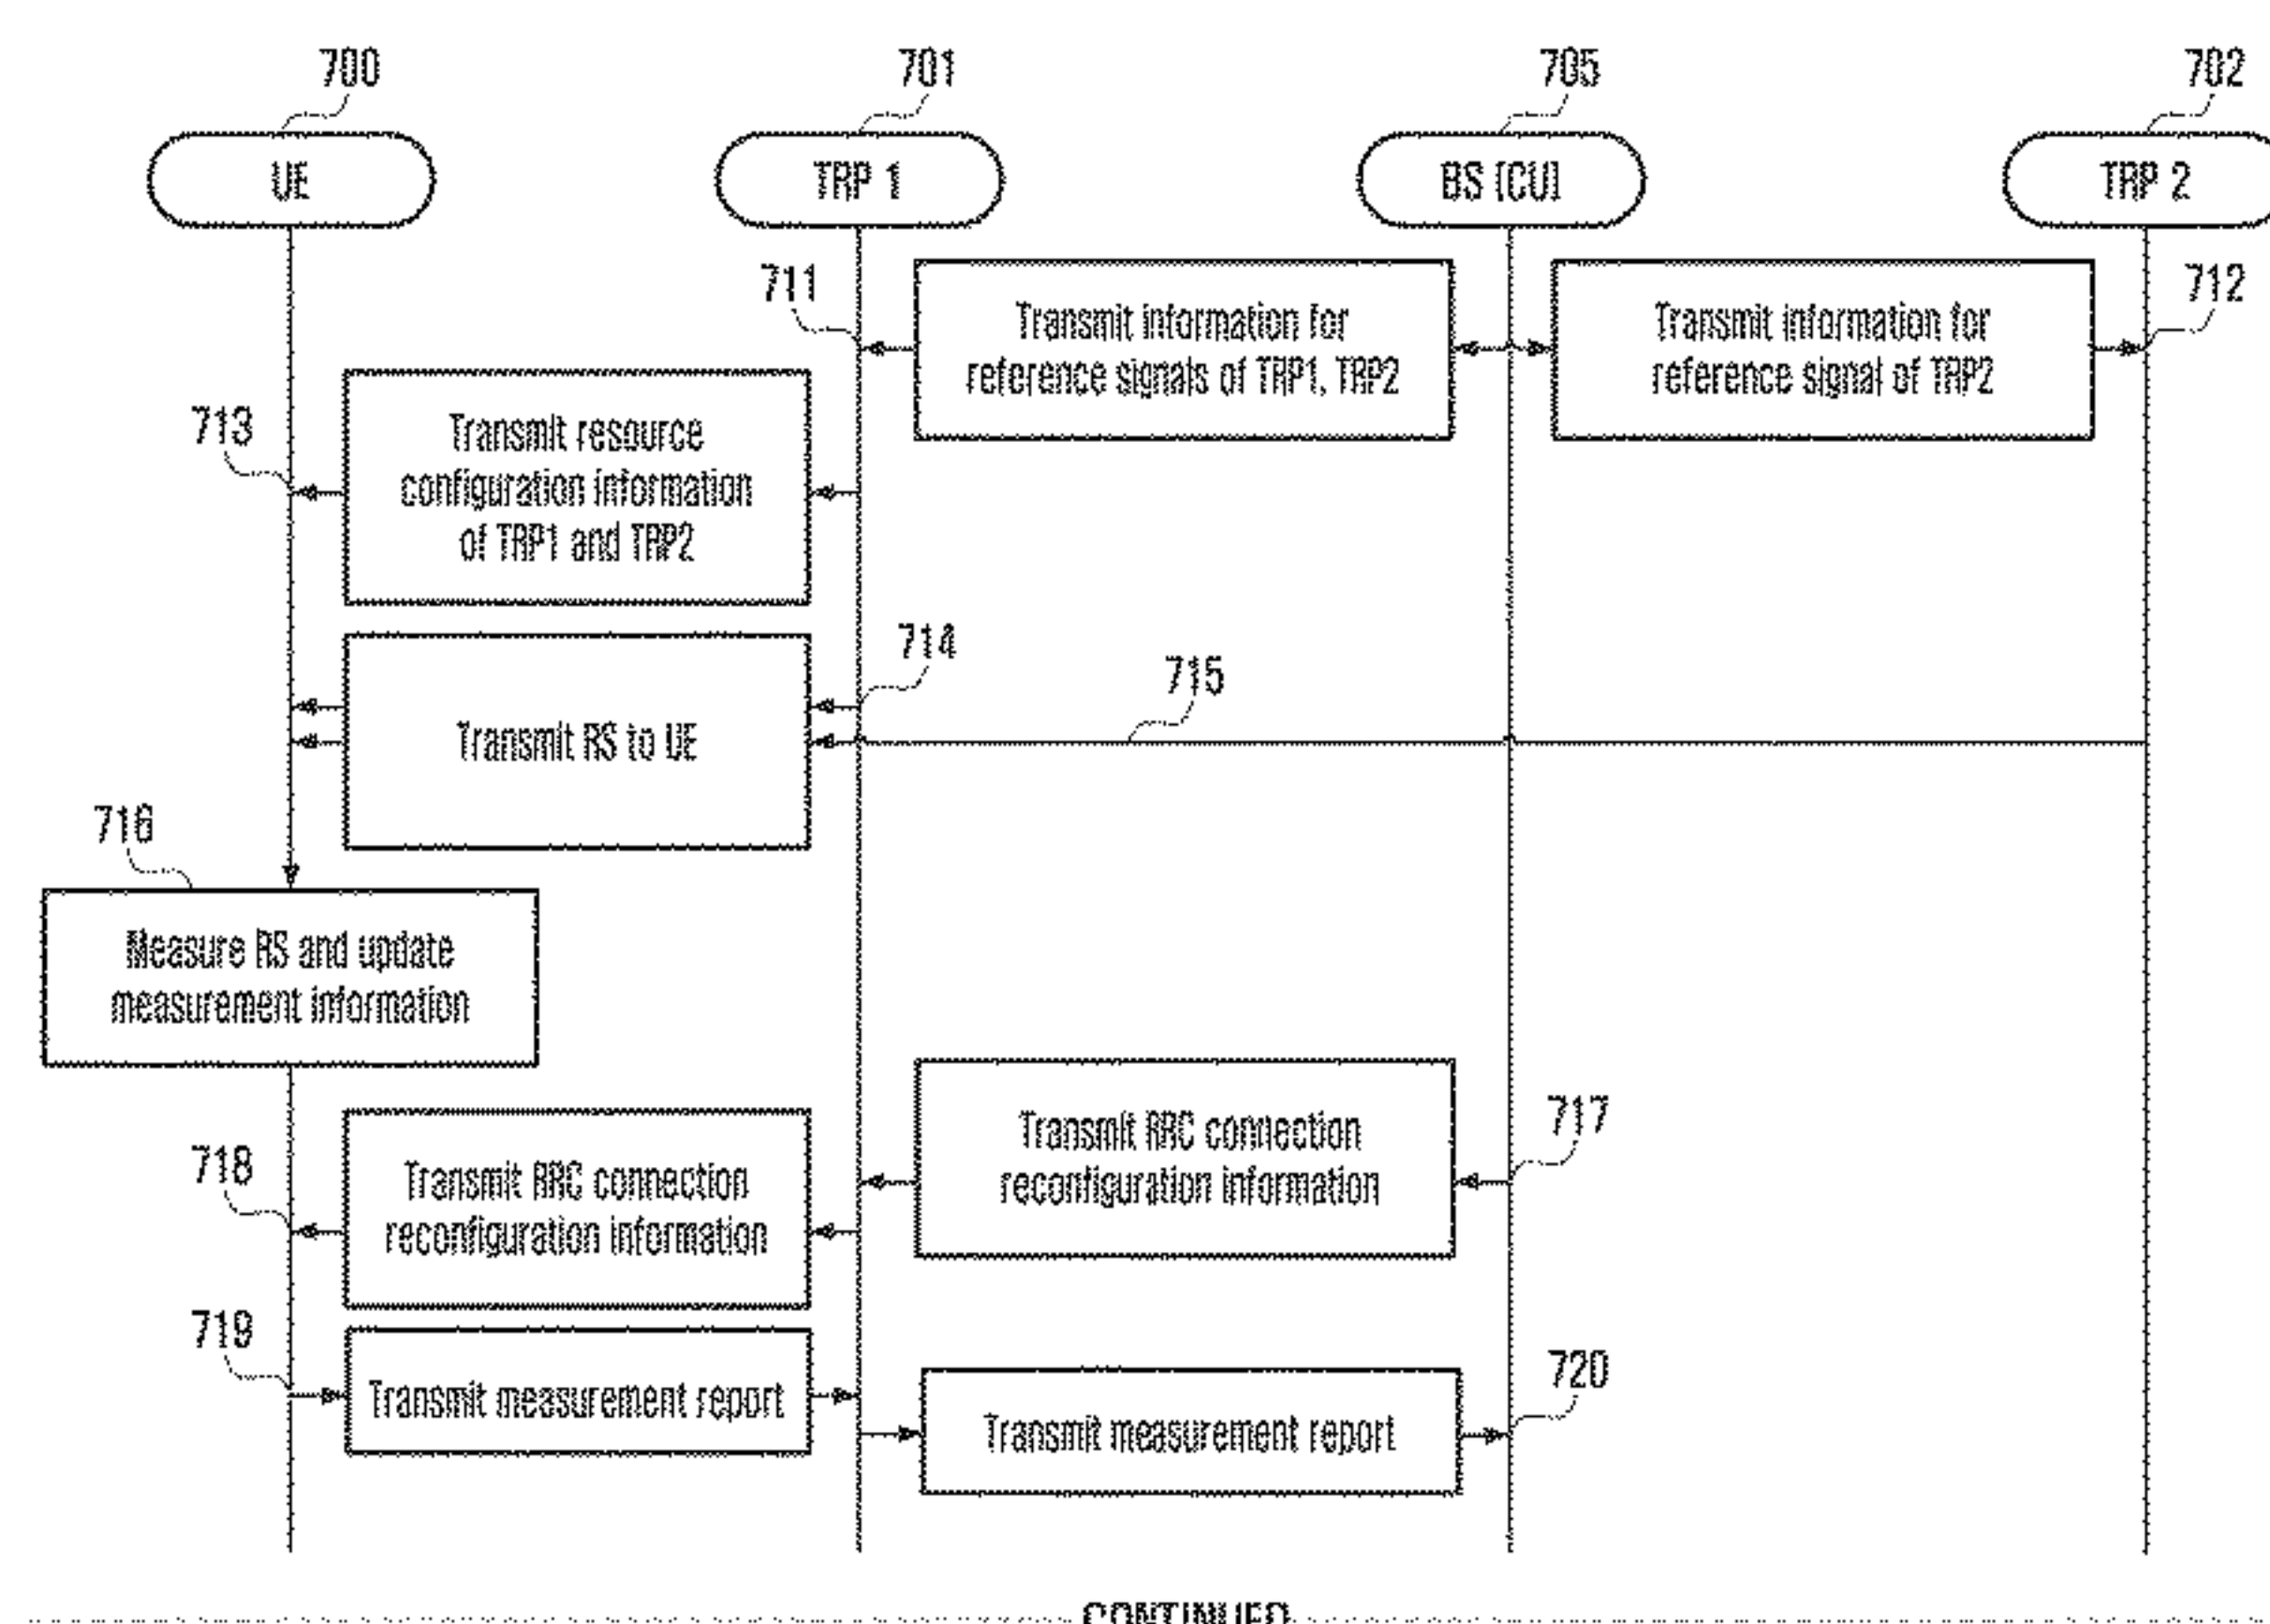 700
701
705
702
UE
TRP 1
BS (CU)
TRP 2
711
Transmit information for
reference signals of TRP1, TRP2
Transmit information for
reference signal of TRP2
712
713
Transmit resource
configuration information
of TRP1 and TRP2
714
715
Transmit RS to UE
716
Measure RS and update
measurement information
717
Transmit RRC connection
reconfiguration information
718
Transmit RRC connection
reconfiguration information
719
Transmit measurement report
720
Transmit measurement report
CONTINUED